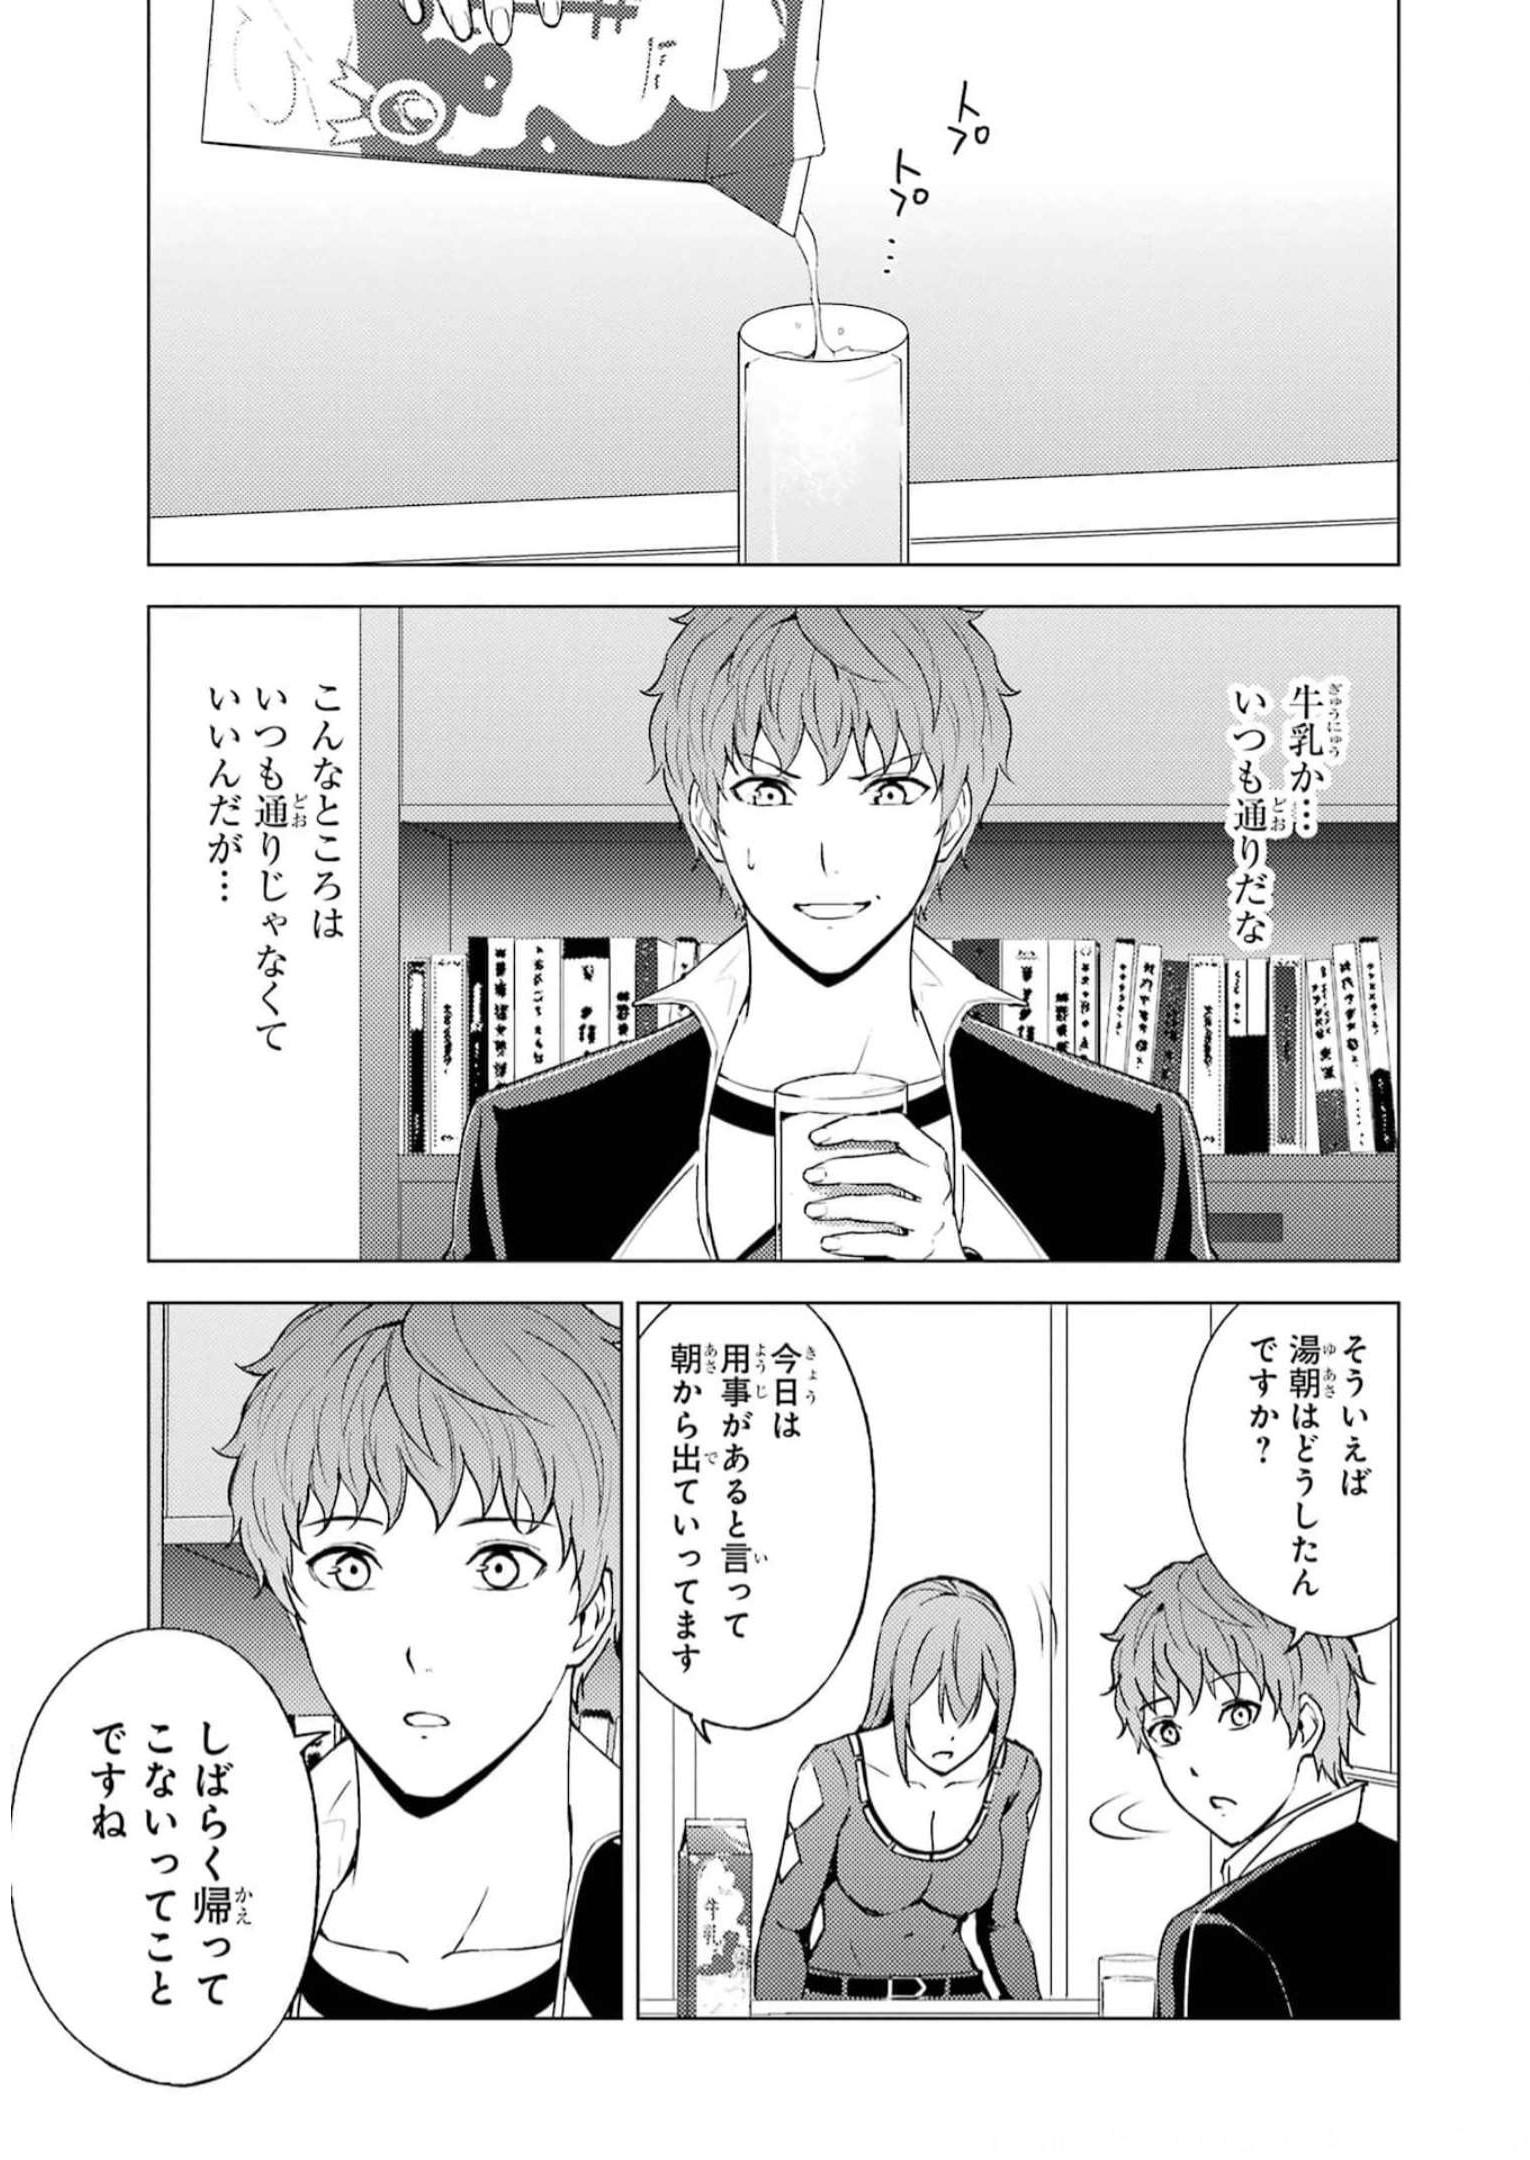 トプ
トプ…
牛乳か…
いつも通りだな
こんなところは
いつも通りじゃなくて
いいんだが…
そういえば
湯朝はどうしたん
ですか？
今日は
用事があると言って
朝から出ていってます
牛乳
しばらく帰って
こないってこと
ですね